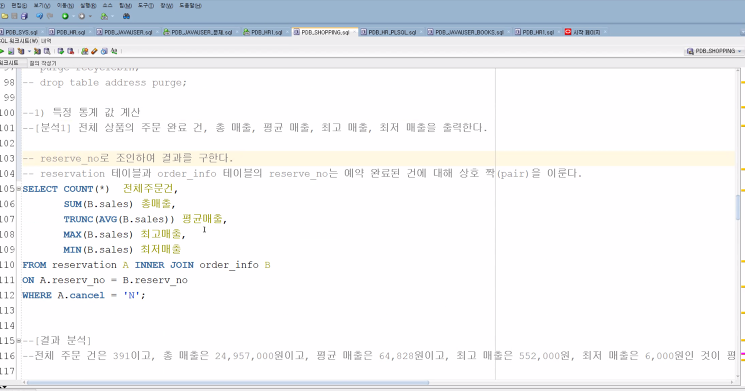 보기(V) 이동(N) 실행(R) 소스 팀(M) 도구(T) 창(W) 도움말(H)
PDB_SYS.sql PDB_HR.sql PDB_JAVAUSER.sql PDB_JAVAUSER_문제.sql PDB_HR1.sql PDB_SHOPPING.sql PDB_HR_PLSQL.sql PDB_JAVAUSER_BOOKS.sql PDB_HR1.sql 시작 페이지
SQL 워크시트(W) 내역
PDB_SHOPPING
워크시트 질의 작성기
97 -- purge recyclebin;
98 -- drop table address purge;
99
100 --1) 특정 통계 값 계산
101 --[분석1] 전체 상품의 주문 완료 건, 총 매출, 평균 매출, 최고 매출, 최저 매출을 출력한다.
102
103 -- reserve_no로 조인하여 결과를 구한다.
104 -- reservation 테이블과 order_info 테이블의 reserve_no는 예약 완료된 건에 대해 상호 짝(pair)을 이룬다.
105 SELECT COUNT(*) 전체주문건,
106 SUM(B.sales) 총매출,
107 TRUNC(AVG(B.sales)) 평균매출,
108 MAX(B.sales) 최고매출,
109 MIN(B.sales) 최저매출
110 FROM reservation A INNER JOIN order_info B
111 ON A.reserv_no = B.reserv_no
112 WHERE A.cancel = 'N';
113
114
115 --[결과 분석]
116 --전체 주문 건은 391이고, 총 매출은 24,957,000원이고, 평균 매출은 64,828원이고, 최고 매출은 552,000원, 최저 매출은 6,000원인 것이 평
117